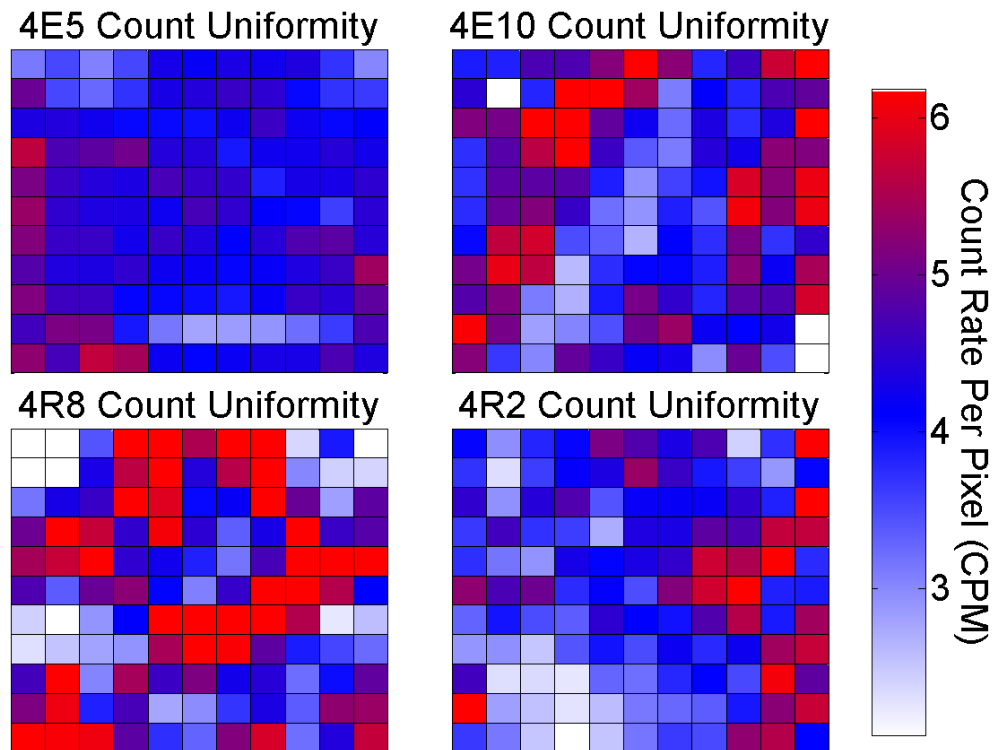 4E5 Count Uniformity
4E10 Count Uniformity
4R8 Count Uniformity
4R2 Count Uniformity
6
5
4
3
Count Rate Per Pixel (CPM)